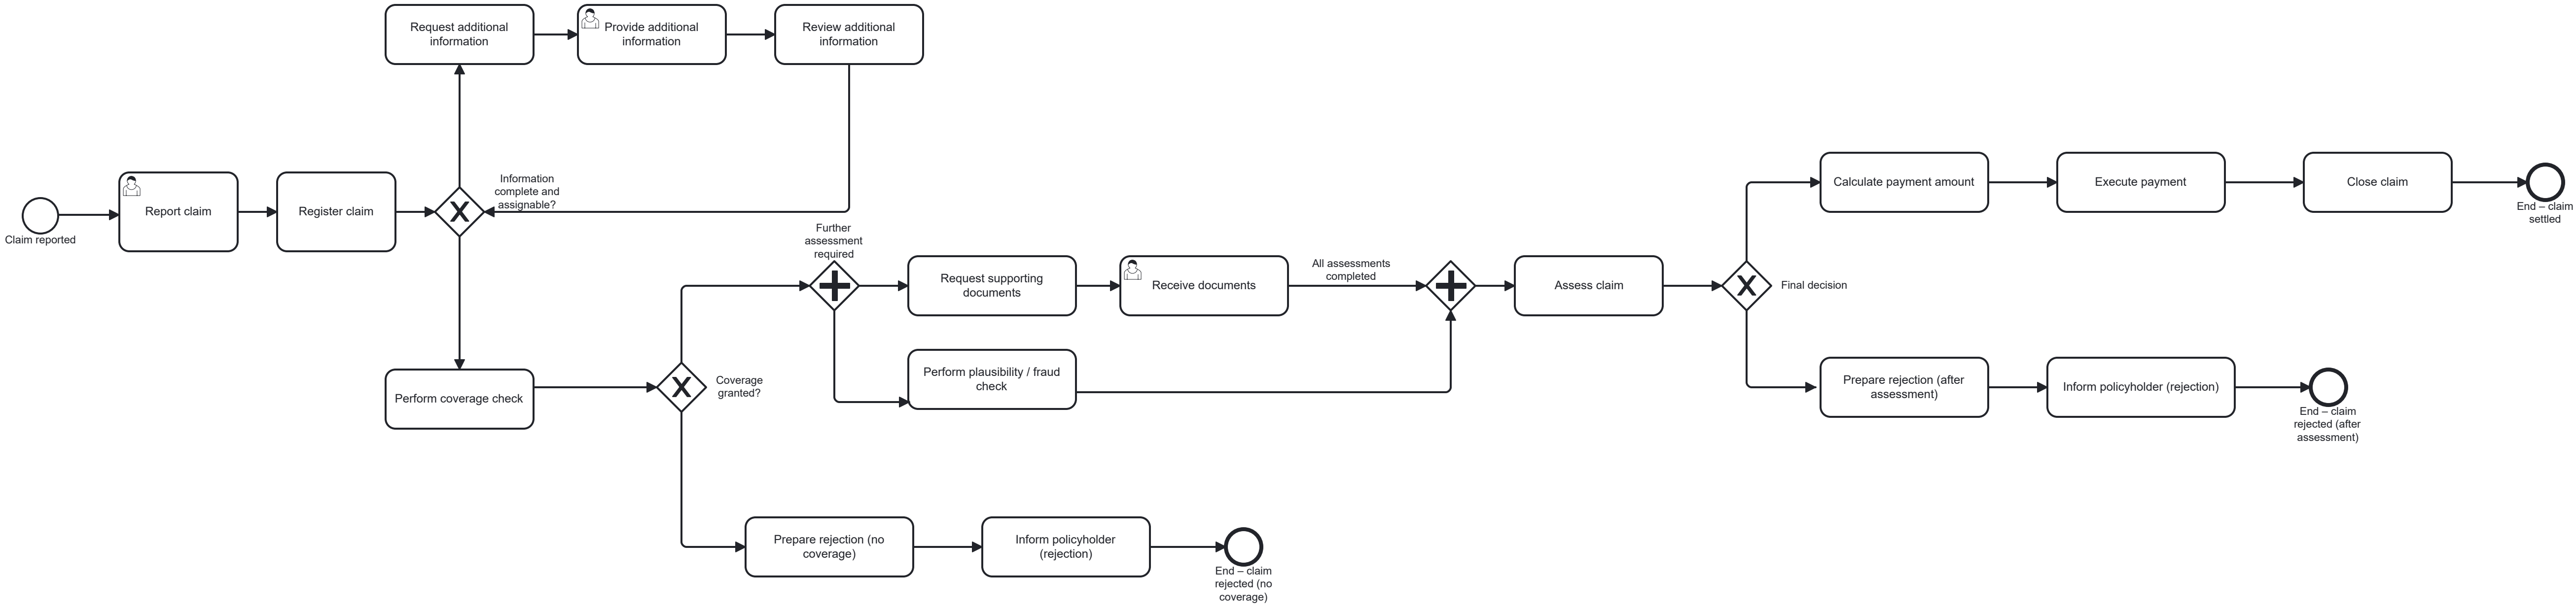 Request additional
information
Provide additional
information
Review additional
information
Claim reported
Report claim
Register claim
Information
complete and
assignable?
Perform coverage check
Coverage
granted?
Further
assessment
required
Request supporting
documents
Receive documents
All assessments
completed
Perform plausibility / fraud
check
Assess claim
Final decision
Calculate payment amount
Execute payment
Close claim
End – claim
settled
Prepare rejection (after
assessment)
Inform policyholder (rejection)
End – claim
rejected (after
assessment)
Prepare rejection (no
coverage)
Inform policyholder
(rejection)
End – claim
rejected (no
coverage)